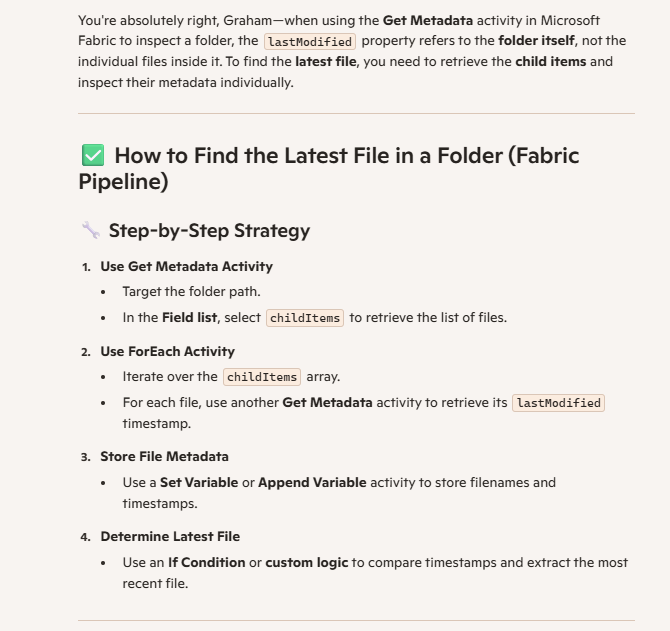 You're absolutely right, Graham—when using the Get Metadata activity in Microsoft
Fabric to inspect a folder, the lastModified property refers to the folder itself, not the
individual files inside it. To find the latest file, you need to retrieve the child items and
inspect their metadata individually.
✅ How to Find the Latest File in a Folder (Fabric
Pipeline)
🔧 Step-by-Step Strategy
1. Use Get Metadata Activity
• Target the folder path.
• In the Field list, select childItems to retrieve the list of files.
2. Use ForEach Activity
• Iterate over the childItems array.
• For each file, use another Get Metadata activity to retrieve its lastModified
timestamp.
3. Store File Metadata
• Use a Set Variable or Append Variable activity to store filenames and
timestamps.
4. Determine Latest File
• Use an If Condition or custom logic to compare timestamps and extract the most
recent file.